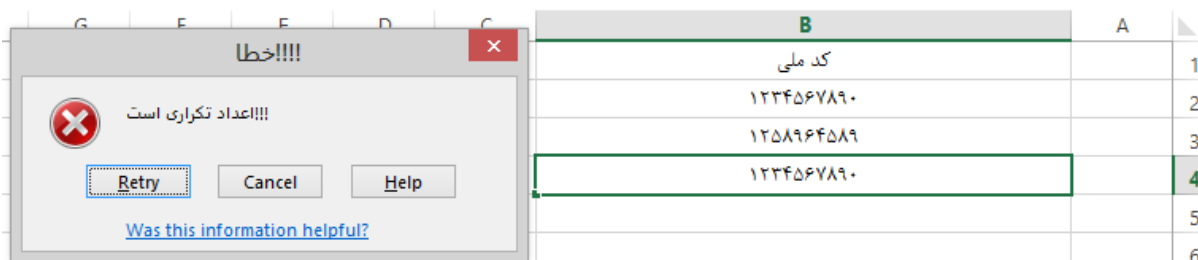 G F E D C B A
کد ملی 1
۱۲۳۴۵۶۷۸۹۰ 2
۱۲۵۸۹۶۴۵۸۹ 3
۱۲۳۴۵۶۷۸۹۰ 4
5
6
!!!!خطا
!!!اعداد تکراری است
Retry Cancel Help
Was this information helpful?